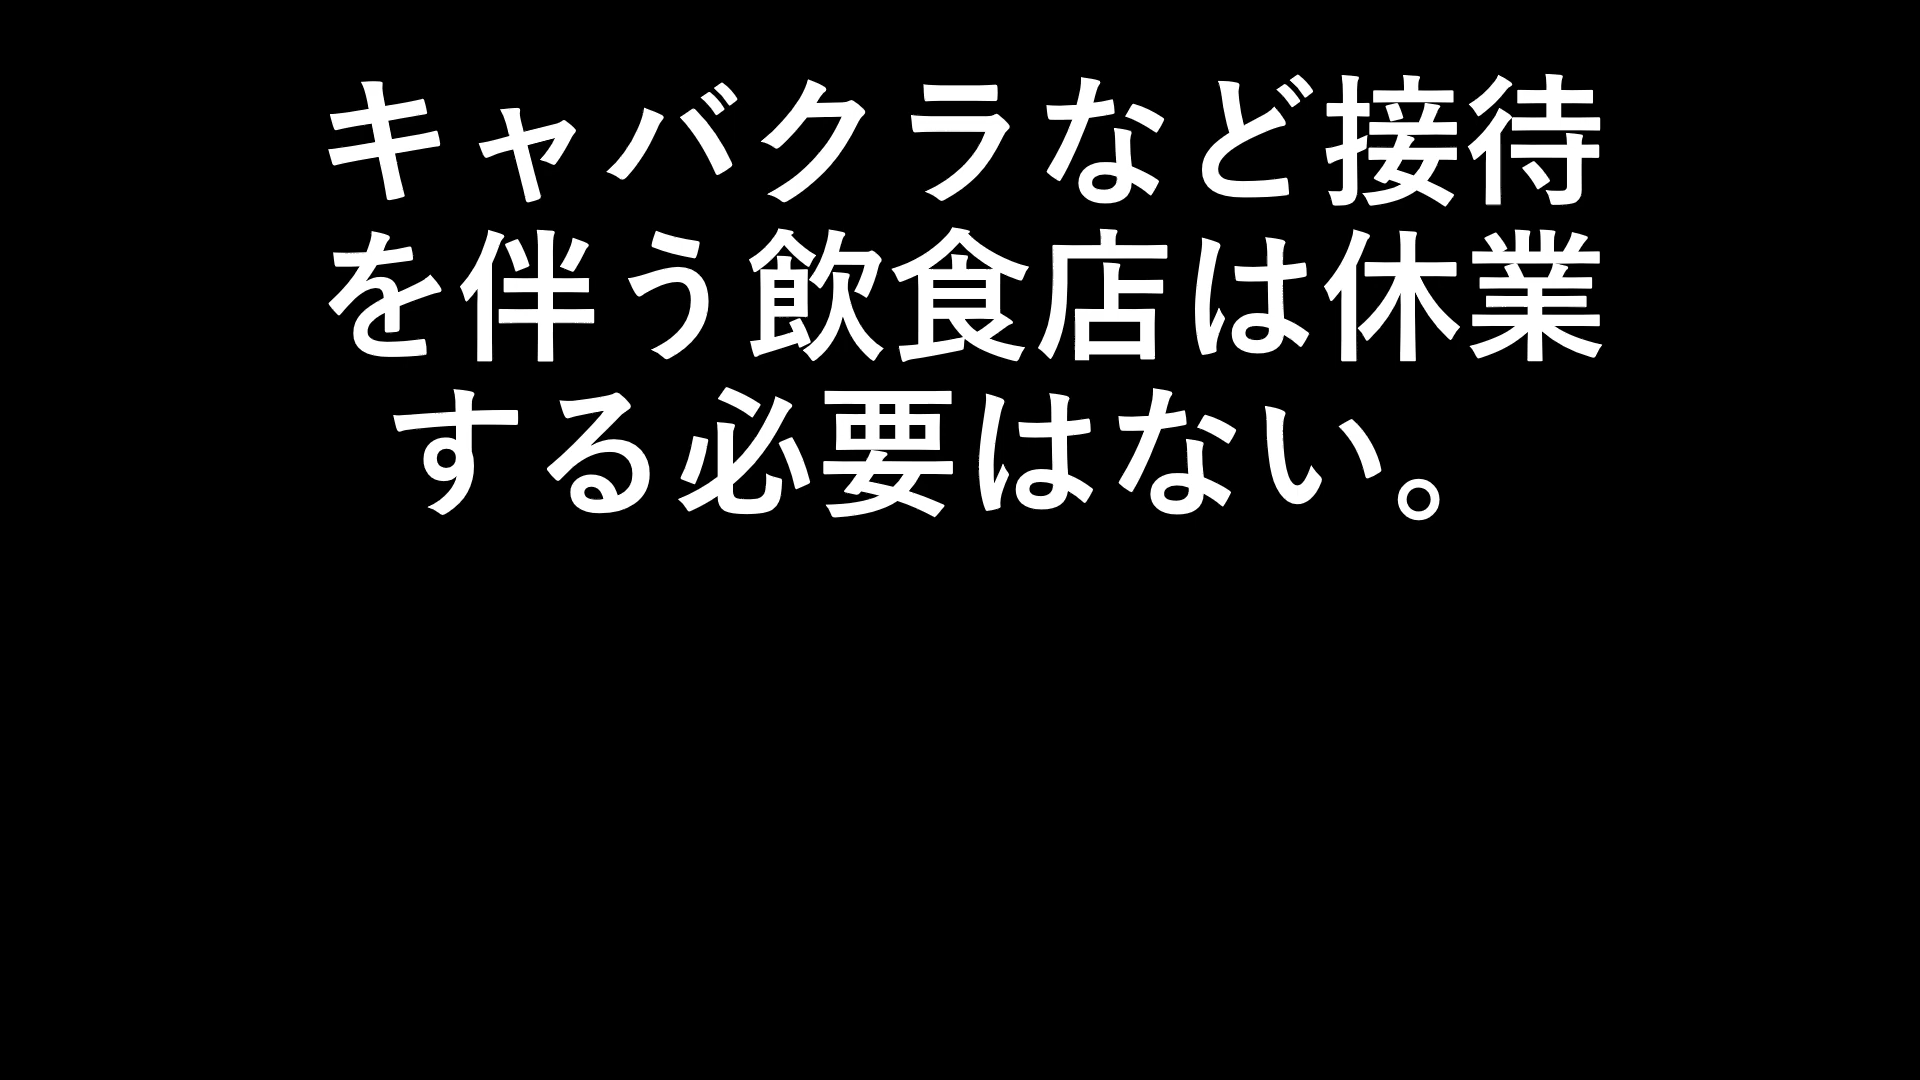 キャバクラなど接待
を伴う飲食店は休業
する必要はない。